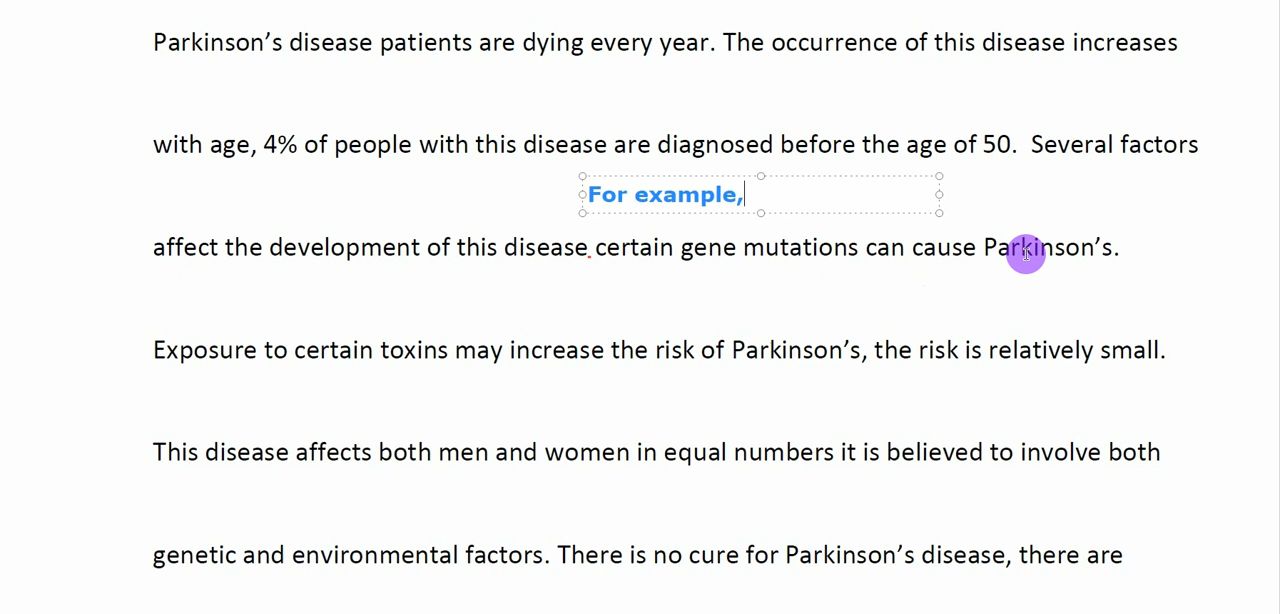 Parkinson’s disease patients are dying every year. The occurrence of this disease increases
with age, 4% of people with this disease are diagnosed before the age of 50.  Several factors
For example,
affect the development of this disease. certain gene mutations can cause Parkinson’s.
Exposure to certain toxins may increase the risk of Parkinson’s, the risk is relatively small.
This disease affects both men and women in equal numbers it is believed to involve both
genetic and environmental factors. There is no cure for Parkinson’s disease, there are